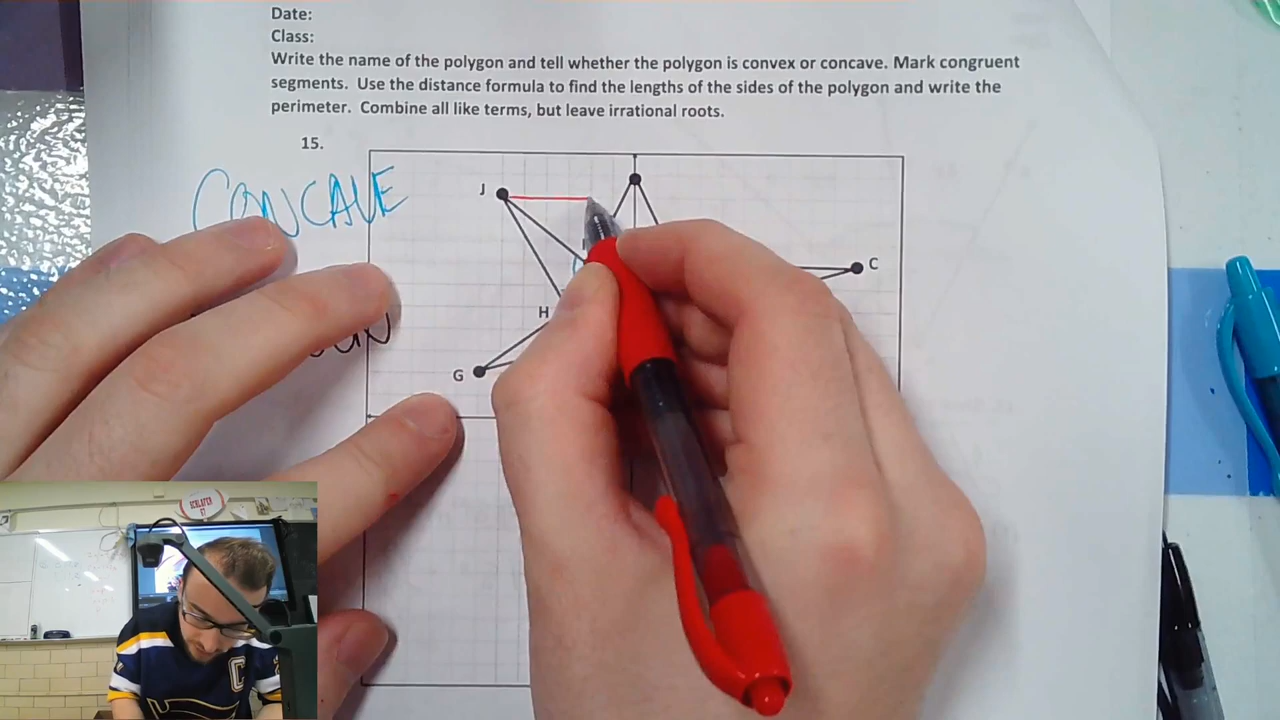 Date:
Class:
Write the name of the polygon and tell whether the polygon is convex or concave. Mark congruent
segments. Use the distance formula to find the lengths of the sides of the polygon and write the
perimeter. Combine all like terms, but leave irrational roots.
15.
CONCAVE
J
C
H
G
C